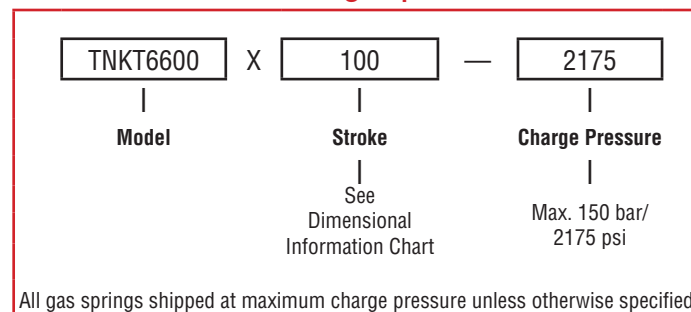 TNKT6600 X 100 — 2175
Model Stroke Charge Pressure
See
Dimensional
Information Chart
Max. 150 bar/
2175 psi
All gas springs shipped at maximum charge pressure unless otherwise specified